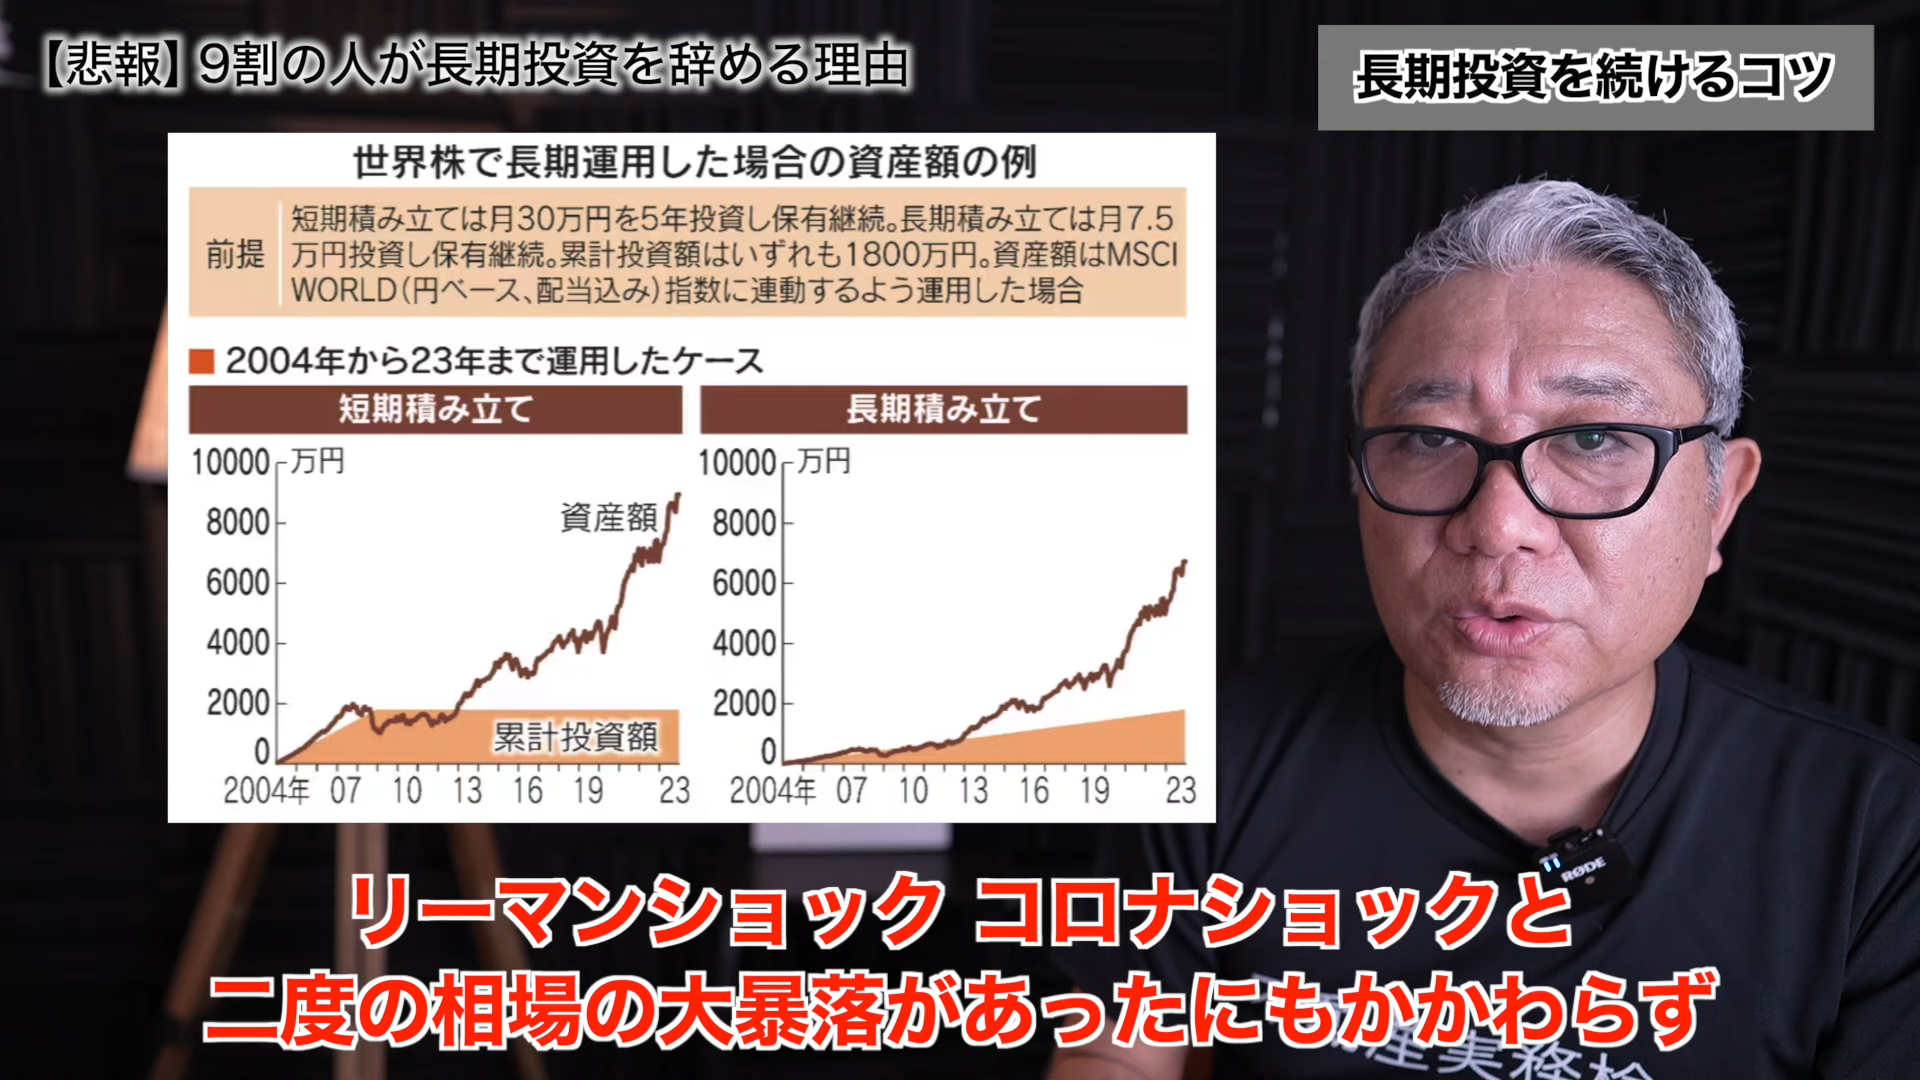 【悲報】9割の人が長期投資を辞める理由
長期投資を続けるコツ
世界株で長期運用した場合の資産額の例
前提
短期積み立ては月30万円を5年投資し保有継続。長期積み立ては月7.5
万円投資し保有継続。累計投資額はいずれも1800万円。資産額はMSCI
WORLD(円ベース、配当込み)指数に連動するよう運用した場合
■2004年から23年まで運用したケース
短期積み立て
10000 万円
8000
6000
4000
2000
0
資産額
累計投資額
2004年 07 10 13 16 19 23
長期積み立て
10000 万円
8000
6000
4000
2000
0
2004年 07 10 13 16 19 23
RØDE
リーマンショック コロナショックと
二度の相場の大暴落があったにもかかわらず
産実務検